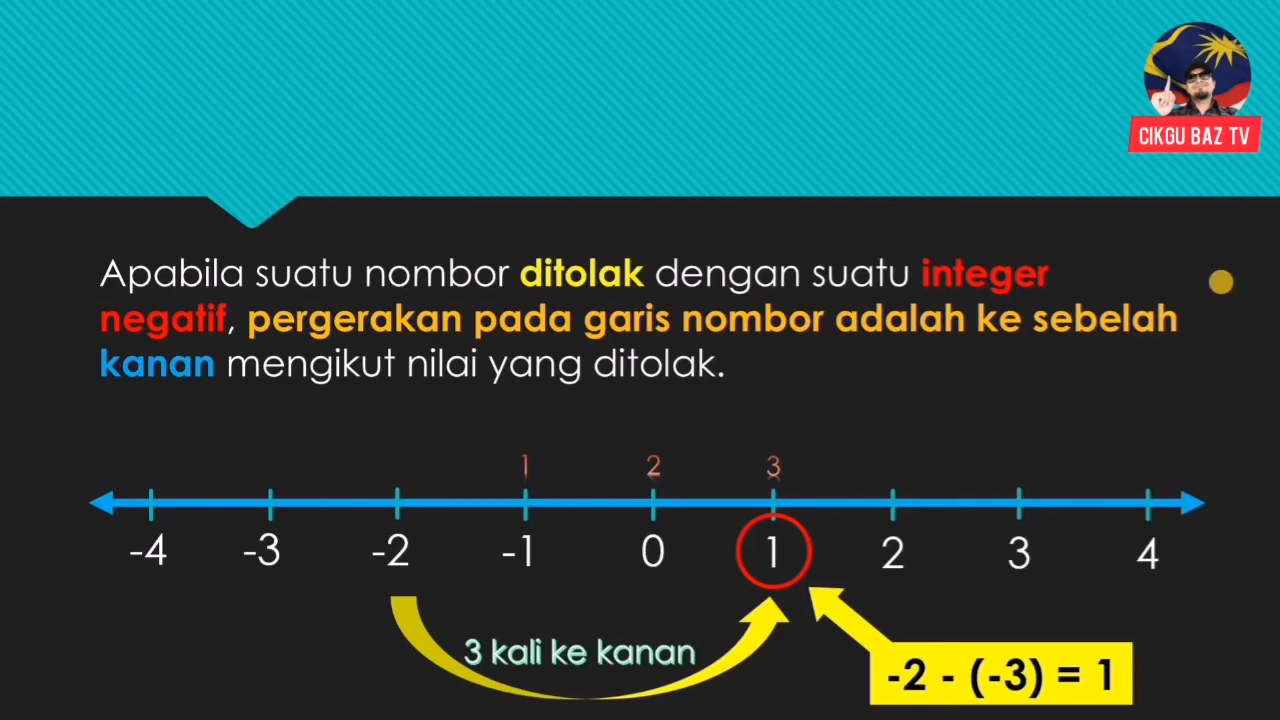 CIKGU BAZ TV
Apabila suatu nombor ditolak dengan suatu integer
negatif, pergerakan pada garis nombor adalah ke sebelah
kanan mengikut nilai yang ditolak.
1 2 3
-4 -3 -2 -1 0 1 2 3 4
3 kali ke kanan
-2 - (-3) = 1